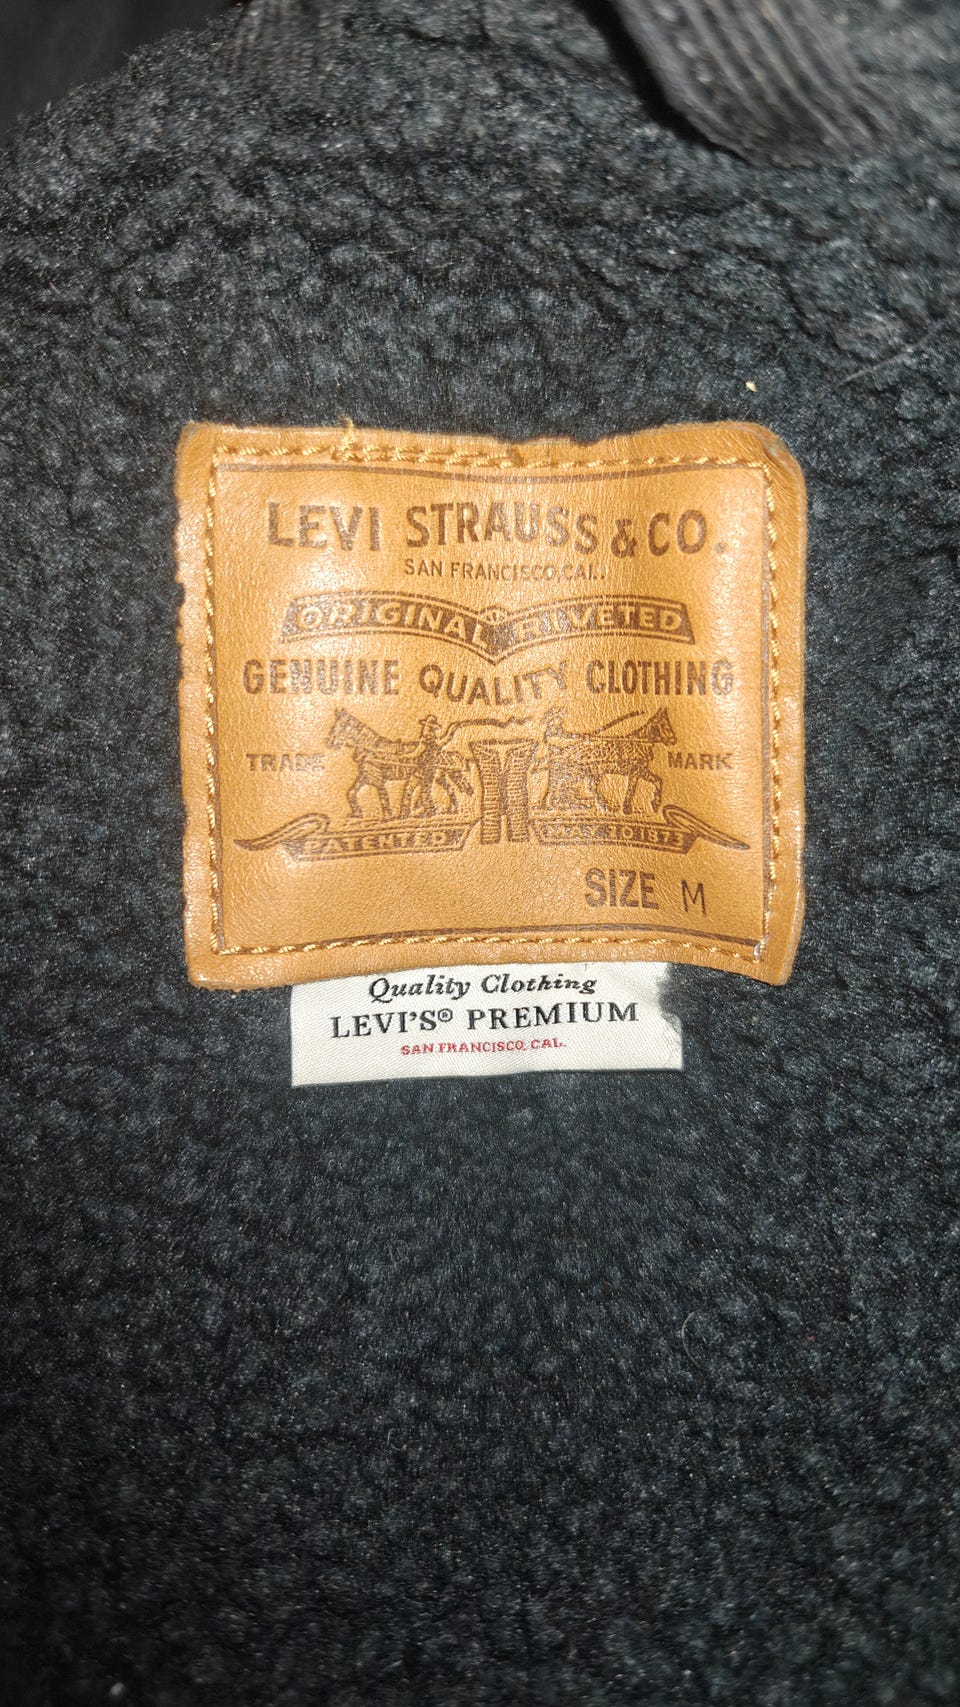 LEVI STRAUSS & CO.
SAN FRANCISCO, CAL.
ORIGINAL RIVETED
GENUINE QUALITY CLOTHING
TRADE MARK
PATENTED MAY 20 1873
SIZE M
Quality Clothing
LEVI'S® PREMIUM
SAN FRANCISCO, CAL.